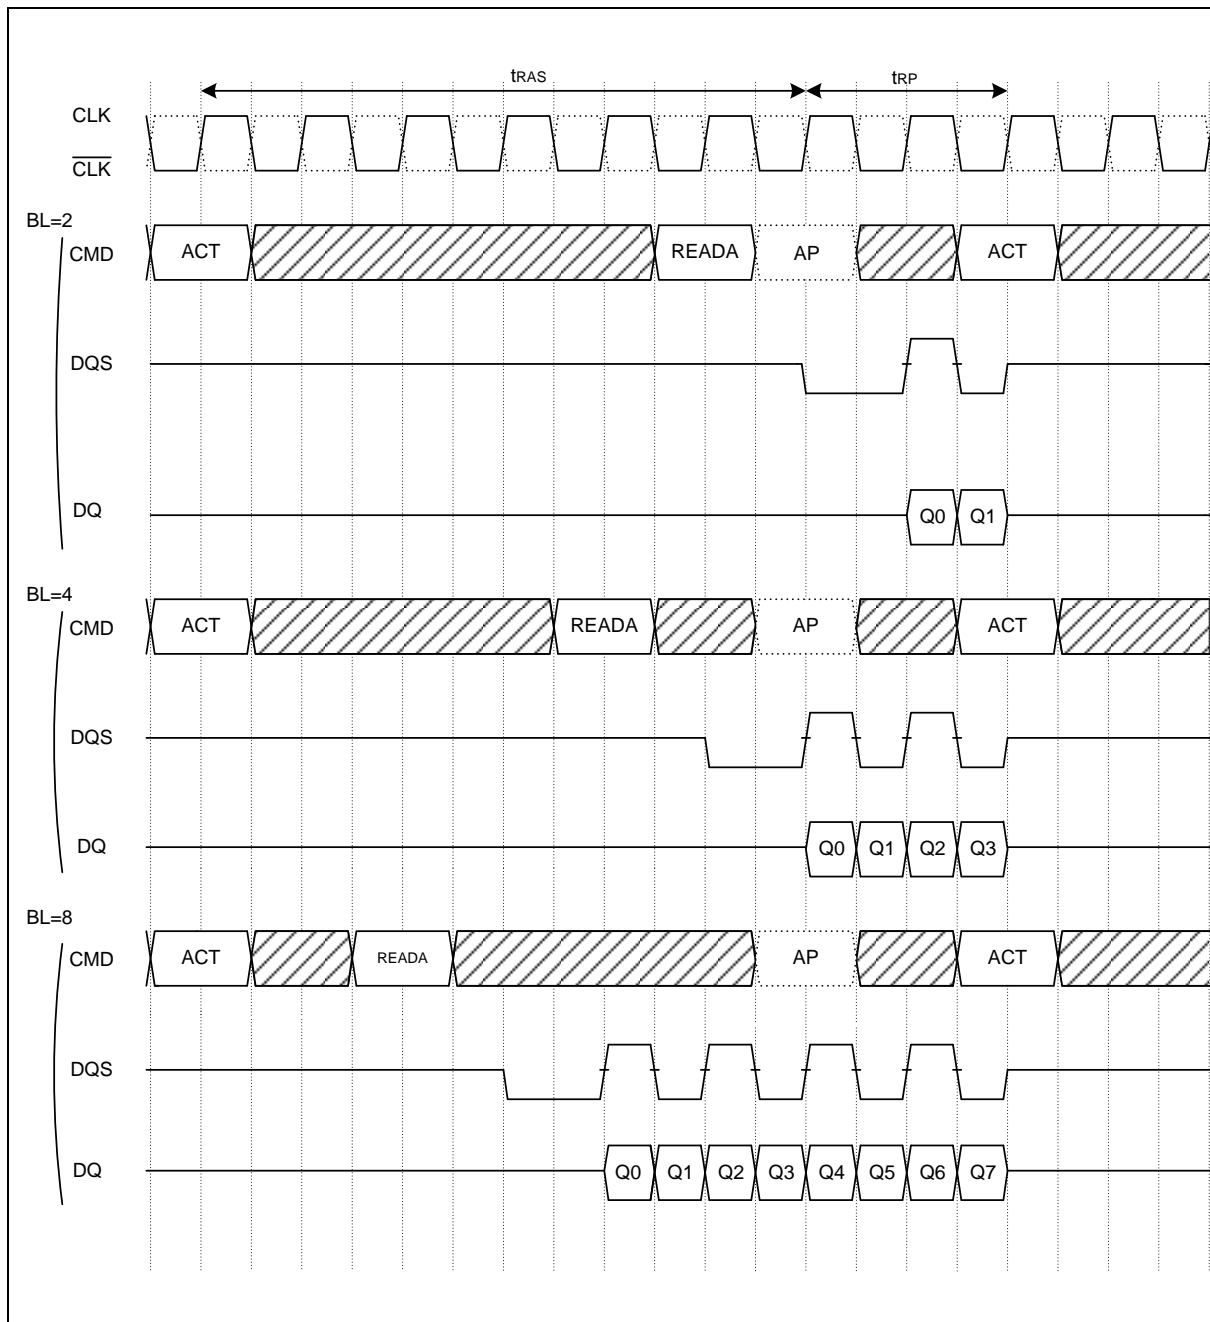 tRAS tRP
CLK
CLK
BL=2
CMD ACT READA AP ACT
DQS
DQ Q0 Q1
BL=4
CMD ACT READA AP ACT
DQS
DQ Q0 Q1 Q2 Q3
BL=8
CMD ACT READA AP ACT
DQS
DQ Q0 Q1 Q2 Q3 Q4 Q5 Q6 Q7